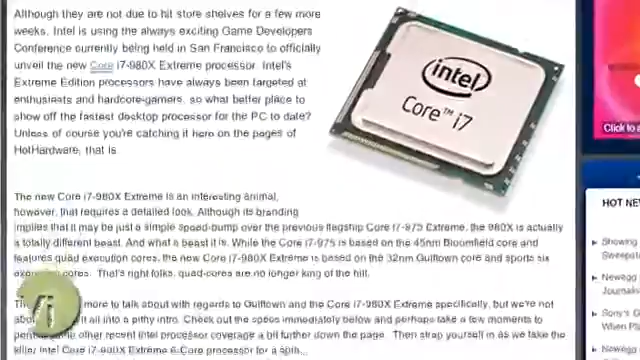 Although they are not due to hit store shelves for a few more
weeks, Intel is using the always exciting Game Developers
Conference currently being held in San Francisco to officially
unveil the new Core i7-980X Extreme processor. Intel's
Extreme Edition processors have always been targeted at
enthusiasts and hardcore-gamers, so what better place to
show off the fastest desktop processor for the PC to date?
Unless of course you're catching it here on the pages of
HotHardware, that is.
intel
Core™ i7
Click to a
The new Core i7-980X Extreme is an interesting animal,
however, that requires a detailed look. Although its branding
implies that it may be just a simple speed-bump over the previous flagship Core i7-975 Extreme, the 980X is actually
a totally different beast. And what a beast it is. While the Core i7-975 is based on the 45nm Bloomfield core and
features quad execution cores, the new Core i7-980X Extreme is based on the 32nm Gulftown core and sports six
cores. That's right folks, quad-cores are no longer king of the hill.
more to talk about with regards to Gulftown and the Core i7-980X Extreme specifically, but we're not
it all into a pithy intro. Check out the specs immediately below and perhaps take a few moments to
some other recent Intel processor coverage a bit further down the page. Then strap yourself in as we take the
killer Intel Core i7-980X Extreme 6-Core processor for a spin.
HOT NE
Showing
Sweepst
Newegg
Journali
Sony's G
When P
Newegg